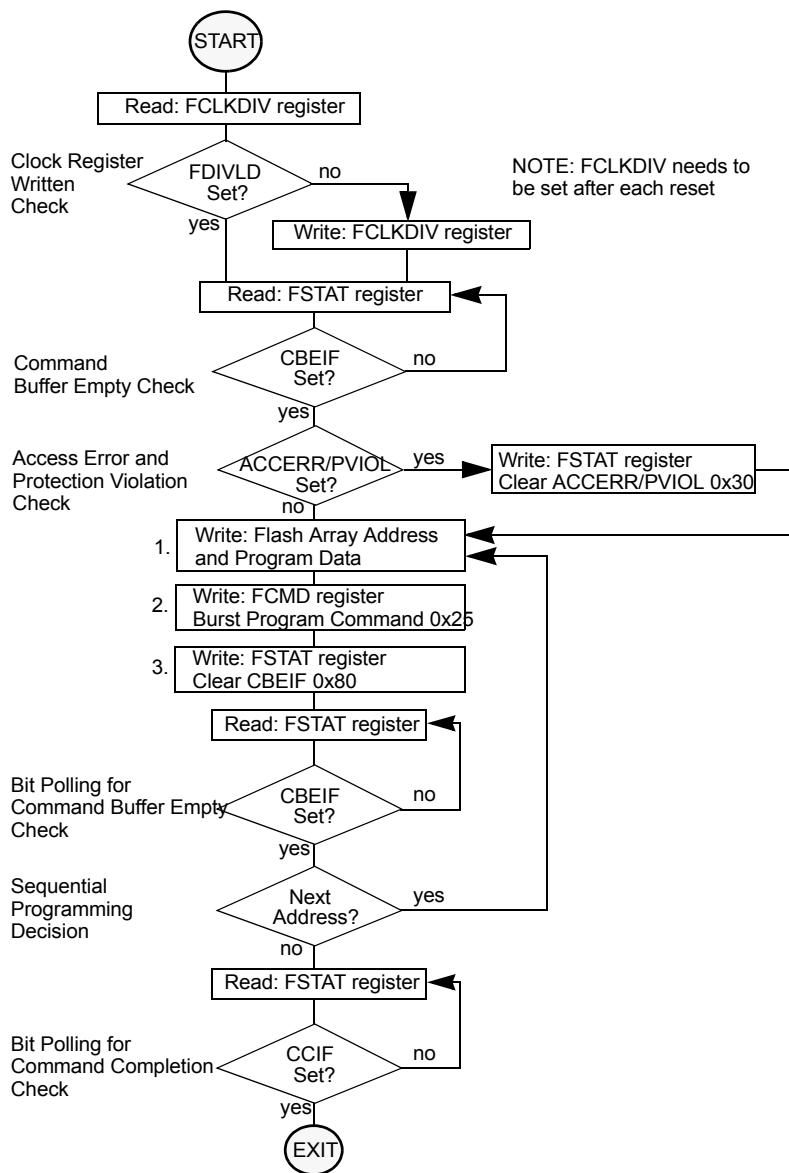 START
Read: FCLKDIV register
Clock Register
Written
Check
FDIVLD
Set?
no
yes
NOTE: FCLKDIV needs to
be set after each reset
Write: FCLKDIV register
Read: FSTAT register
Command
Buffer Empty Check
CBEIF
Set?
no
yes
Access Error and
Protection Violation
Check
ACCERR/PVIOL
Set?
yes
no
Write: FSTAT register
Clear ACCERR/PVIOL 0x30
1.
Write: Flash Array Address
and Program Data
2.
Write: FCMD register
Burst Program Command 0x25
3.
Write: FSTAT register
Clear CBEIF 0x80
Read: FSTAT register
Bit Polling for
Command Buffer Empty
Check
CBEIF
Set?
no
yes
Sequential
Programming
Decision
Next
Address?
yes
no
Read: FSTAT register
Bit Polling for
Command Completion
Check
CCIF
Set?
no
yes
EXIT